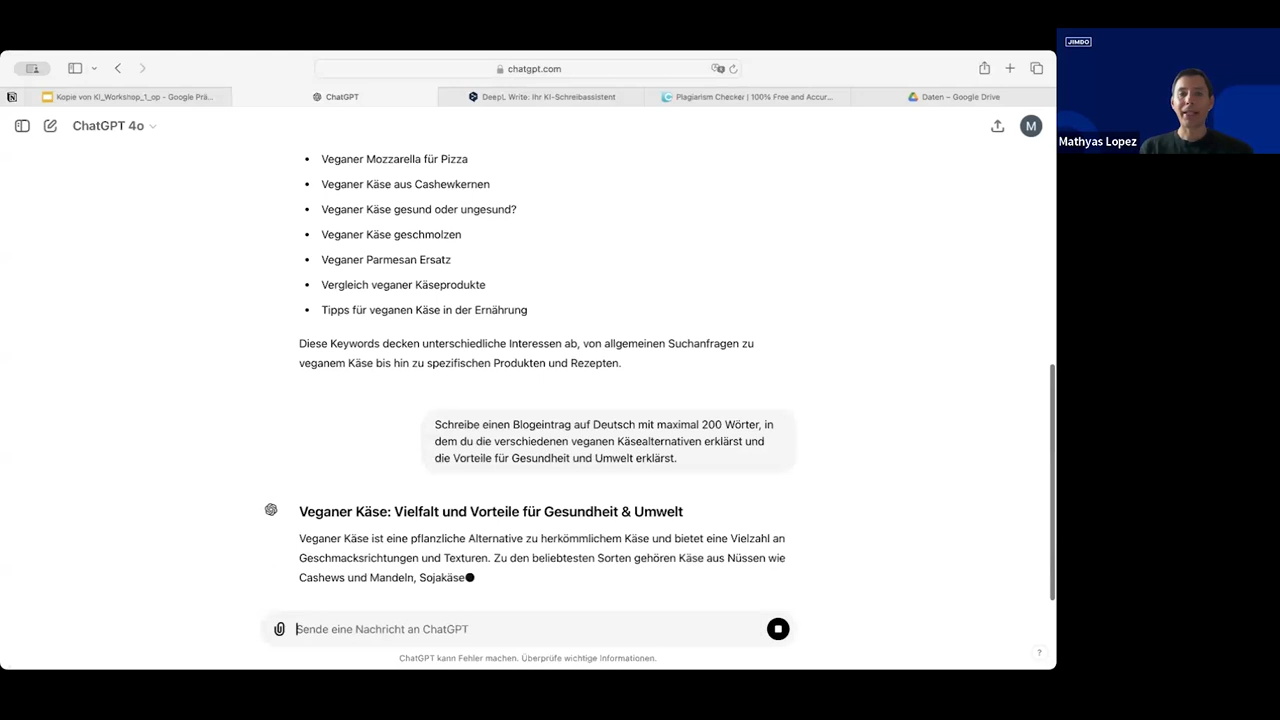 chatgpt.com
Kopie von KI_Workshop_1_op - Google Prä...
ChatGPT
DeepL Write: Ihr KI-Schreibassistent
Plagiarism Checker | 100% Free and Accur...
Daten – Google Drive
ChatGPT 4o
M
JIMDO
Mathyas Lopez
• Veganer Mozzarella für Pizza
• Veganer Käse aus Cashewkernen
• Veganer Käse gesund oder ungesund?
• Veganer Käse geschmolzen
• Veganer Parmesan Ersatz
• Vergleich veganer Käseprodukte
• Tipps für veganen Käse in der Ernährung
Diese Keywords decken unterschiedliche Interessen ab, von allgemeinen Suchanfragen zu
veganem Käse bis hin zu spezifischen Produkten und Rezepten.
Schreibe einen Blogeintrag auf Deutsch mit maximal 200 Wörter, in
dem du die verschiedenen veganen Käsealternativen erklärst und
die Vorteile für Gesundheit und Umwelt erklärst.
Veganer Käse: Vielfalt und Vorteile für Gesundheit & Umwelt
Veganer Käse ist eine pflanzliche Alternative zu herkömmlichem Käse und bietet eine Vielzahl an
Geschmacksrichtungen und Texturen. Zu den beliebtesten Sorten gehören Käse aus Nüssen wie
Cashews und Mandeln, Sojakäse
Sende eine Nachricht an ChatGPT
ChatGPT kann Fehler machen. Überprüfe wichtige Informationen.
?